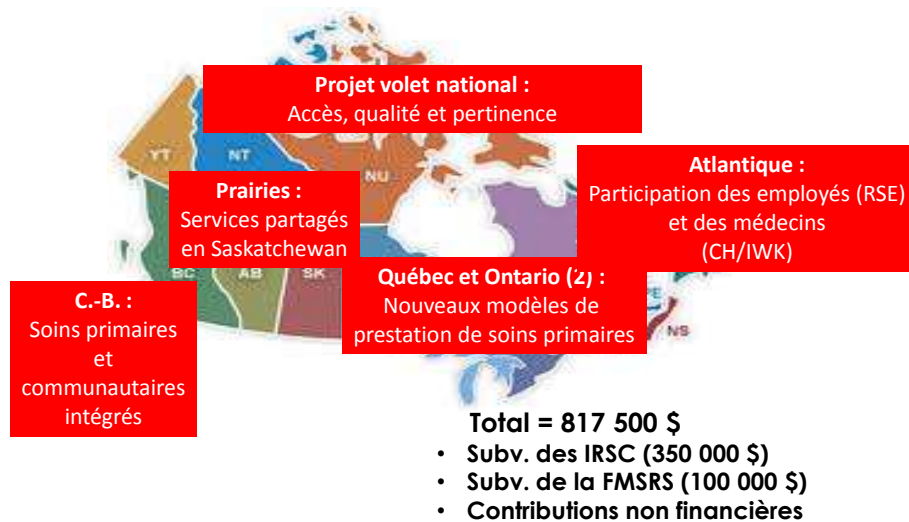 Projet volet national :
Accès, qualité et pertinence
YT
NT
NU
Atlantique :
Participation des employés (RSE)
et des médecins
(CH/IWK)
Prairies :
Services partagés
en Saskatchewan
BC
AB
SK
Québec et Ontario (2) :
Nouveaux modèles de
prestation de soins primaires
PE
NS
C.-B. :
Soins primaires
et
communautaires
intégrés
Total = 817 500 $
• Subv. des IRSC (350 000 $)
• Subv. de la FMSRS (100 000 $)
• Contributions non financières